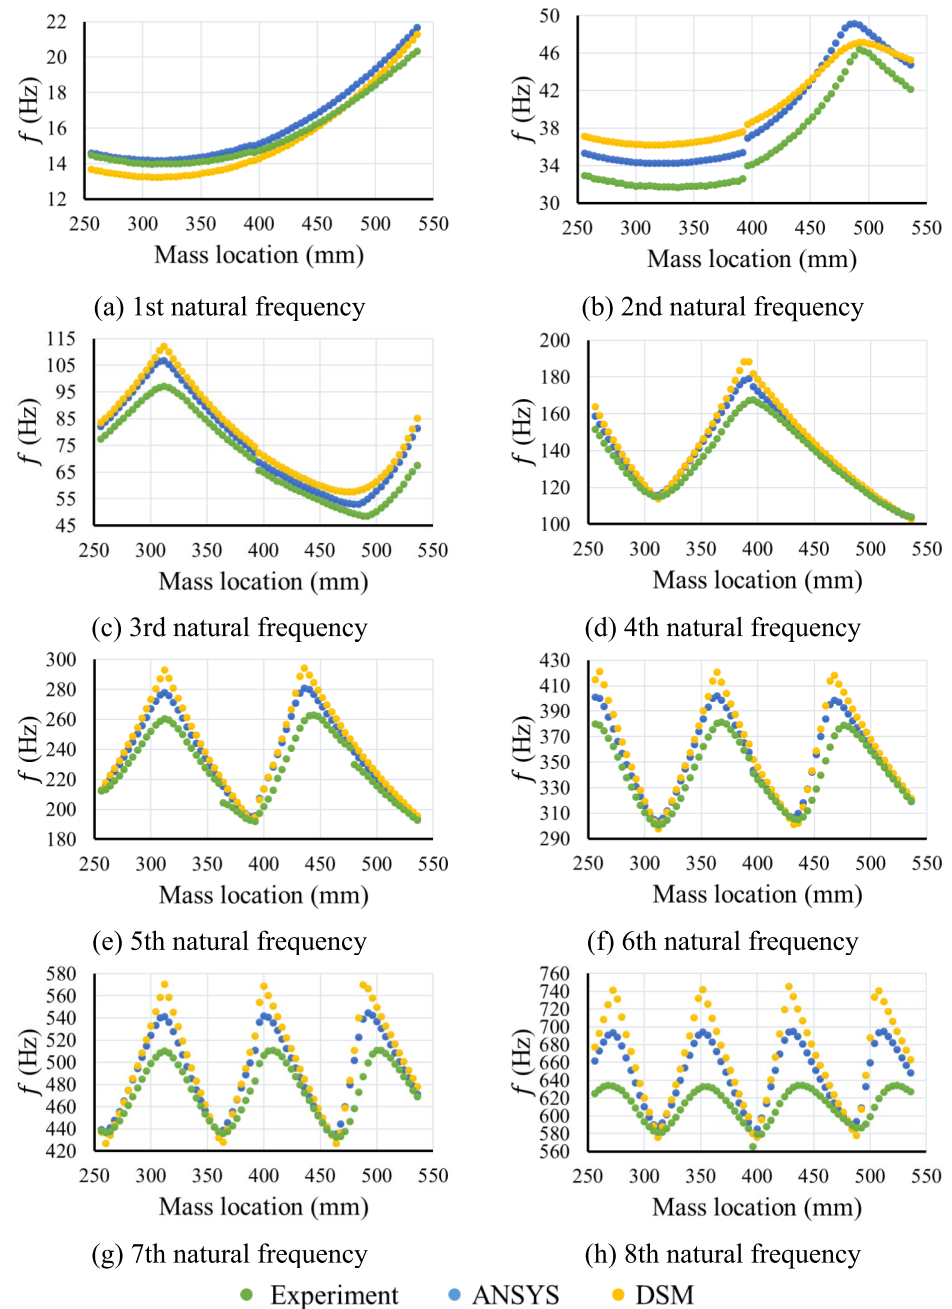 22
20
18
16
14
12
f (Hz)
250 300 350 400 450 500 550
Mass location (mm)
(a) 1st natural frequency
50
46
42
38
34
30
f (Hz)
250 300 350 400 450 500 550
Mass location (mm)
(b) 2nd natural frequency
115
105
95
85
75
65
55
45
f (Hz)
250 300 350 400 450 500 550
Mass location (mm)
(c) 3rd natural frequency
200
180
160
140
120
100
f (Hz)
250 300 350 400 450 500 550
Mass location (mm)
(d) 4th natural frequency
300
280
260
240
220
200
180
f (Hz)
250 300 350 400 450 500 550
Mass location (mm)
(e) 5th natural frequency
430
410
390
370
350
330
310
290
f (Hz)
250 300 350 400 450 500 550
Mass location (mm)
(f) 6th natural frequency
580
560
540
520
500
480
460
440
420
f (Hz)
250 300 350 400 450 500 550
Mass location (mm)
(g) 7th natural frequency
760
740
720
700
680
660
640
620
600
580
560
f (Hz)
250 300 350 400 450 500 550
Mass location (mm)
(h) 8th natural frequency
Experiment ANSYS DSM